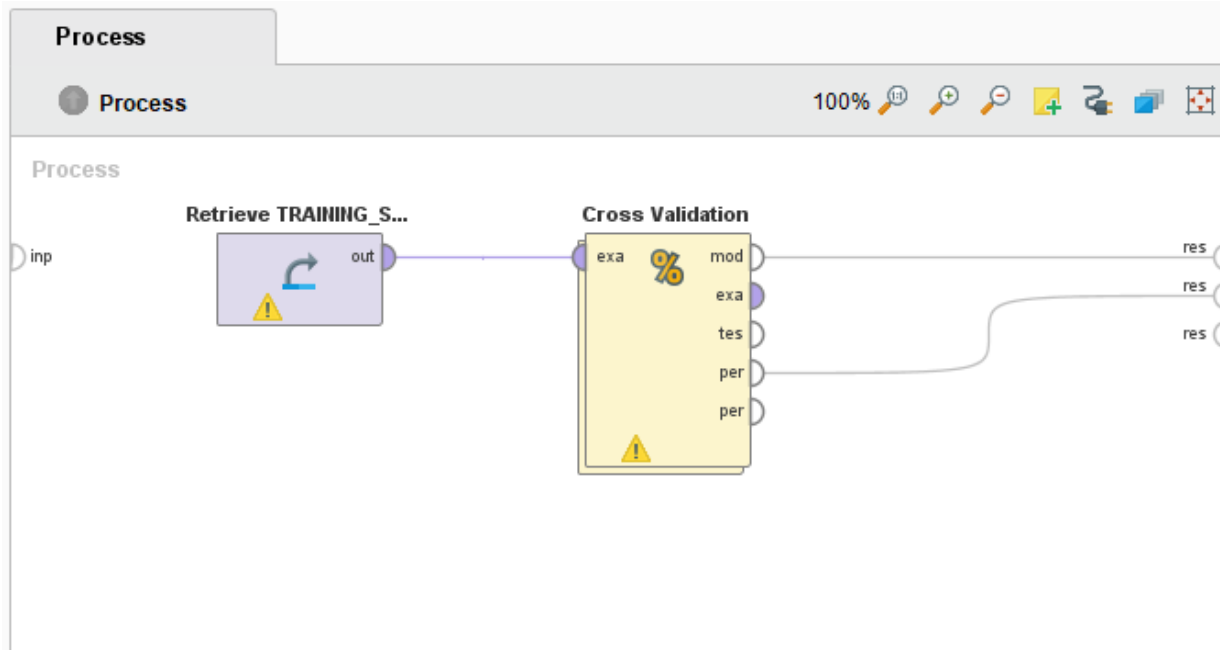 Process
Process
100%
Process
Retrieve TRAINING_S...
Cross Validation
inp
out
exa
%
mod
exa
tes
per
per
res
res
res